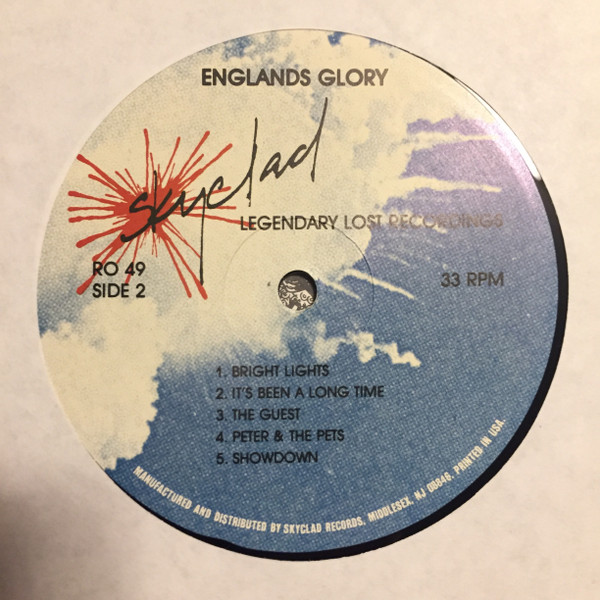 ENGLANDS GLORY
skyclad
LEGENDARY LOST RECORDINGS
RO 49
SIDE 2
33 RPM
1. BRIGHT LIGHTS
2. IT'S BEEN A LONG TIME
3. THE GUEST
4. PETER & THE PETS
5. SHOWDOWN
MANUFACTURED AND DISTRIBUTED BY SKYCLAD RECORDS, MIDDLESEX, NJ 08846. PRINTED IN USA.